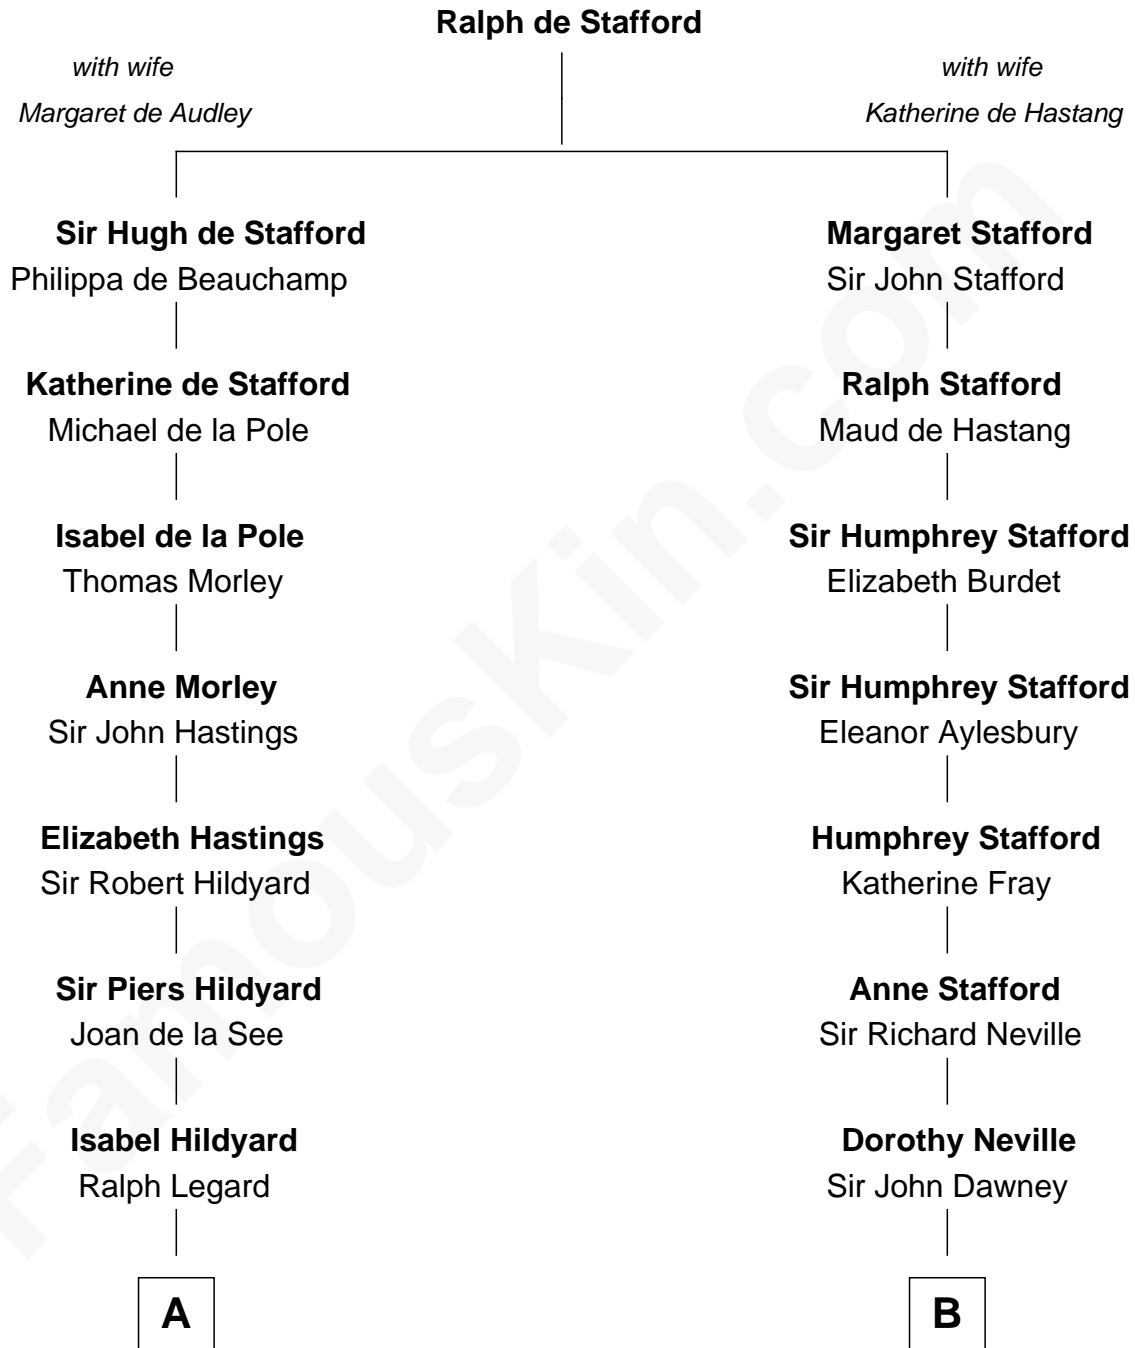 Ralph de Stafford
with wife
Margaret de Audley
with wife
Katherine de Hastang
Sir Hugh de Stafford
Philippa de Beauchamp
Margaret Stafford
Sir John Stafford
Katherine de Stafford
Michael de la Pole
Ralph Stafford
Maud de Hastang
Isabel de la Pole
Thomas Morley
Sir Humphrey Stafford
Elizabeth Burdet
Anne Morley
Sir John Hastings
Sir Humphrey Stafford
Eleanor Aylesbury
Elizabeth Hastings
Sir Robert Hildyard
Humphrey Stafford
Katherine Fray
Sir Piers Hildyard
Joan de la See
Anne Stafford
Sir Richard Neville
Isabel Hildyard
Ralph Legard
Dorothy Neville
Sir John Dawney
A
B
FamousKin.com